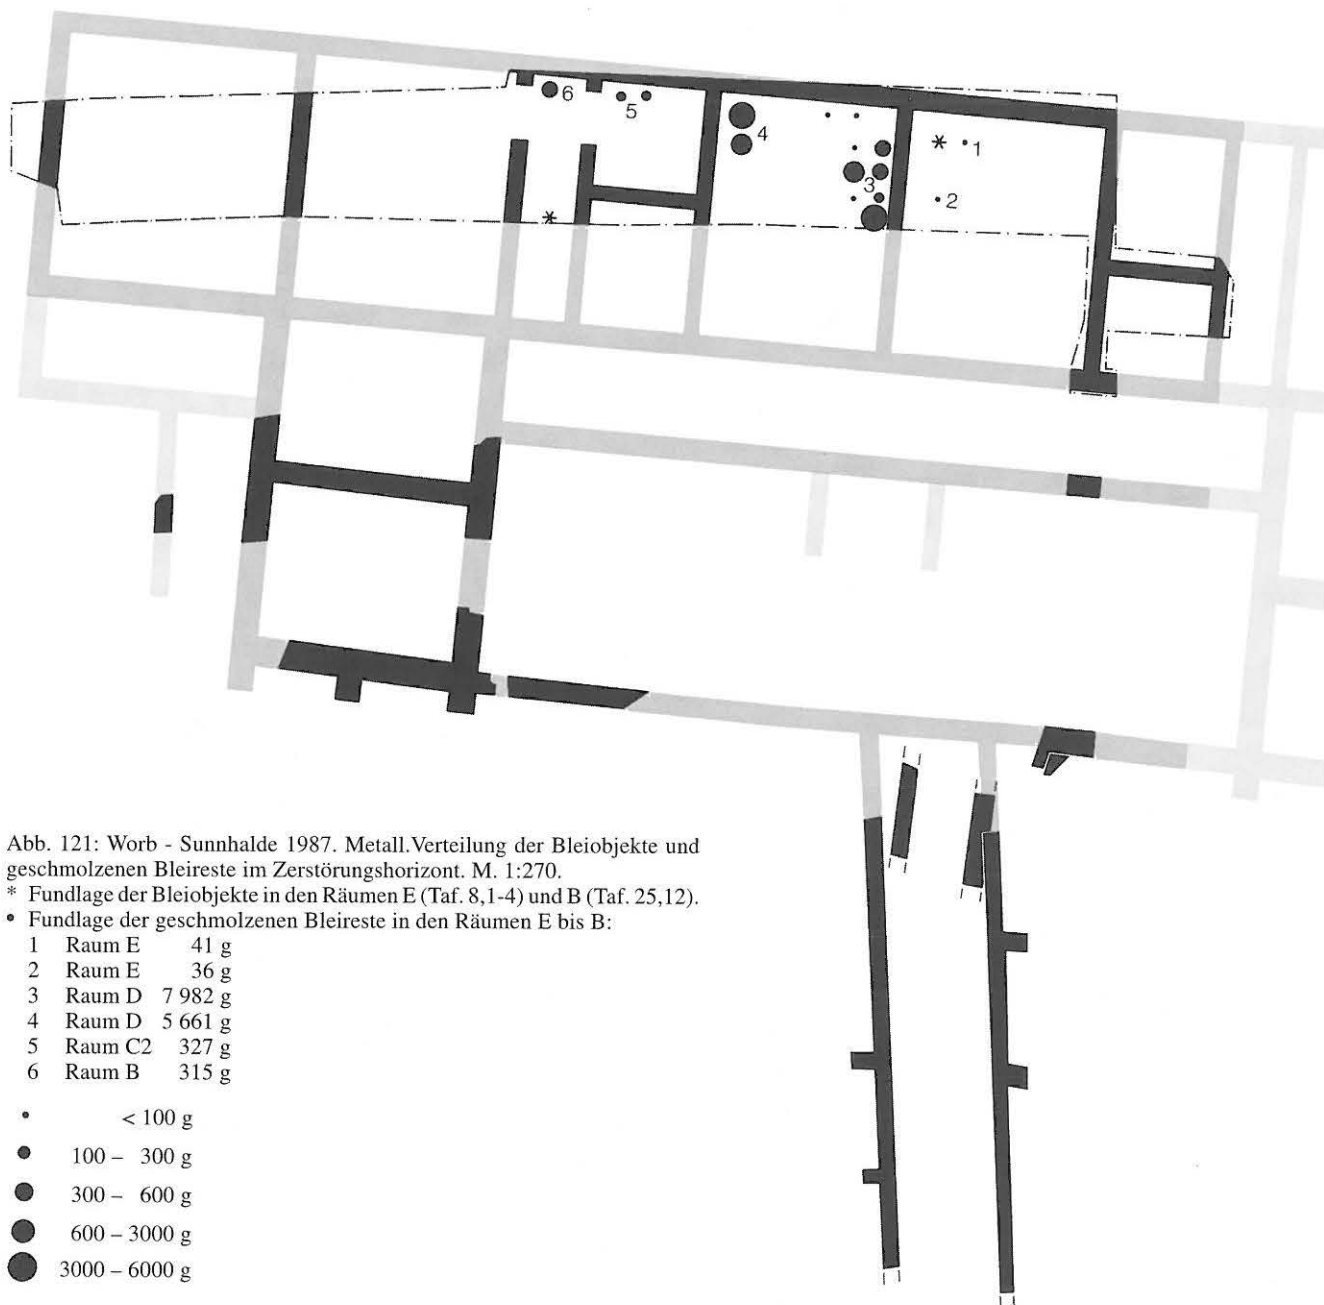 6
5
4
3
* 1
2
Abb. 121: Worb - Sunnhalde 1987. Metall.Verteilung der Bleiobjekte und
geschmolzenen Bleireste im Zerstörungshorizont. M. 1:270.
* Fundlage der Bleiobjekte in den Räumen E (Taf. 8,1-4) und B (Taf. 25,12).
• Fundlage der geschmolzenen Bleireste in den Räumen E bis B:
1 Raum E 41 g
2 Raum E 36 g
3 Raum D 7 982 g
4 Raum D 5 661 g
5 Raum C2 327 g
6 Raum B 315 g
< 100 g
100 – 300 g
300 – 600 g
600 – 3000 g
3000 – 6000 g